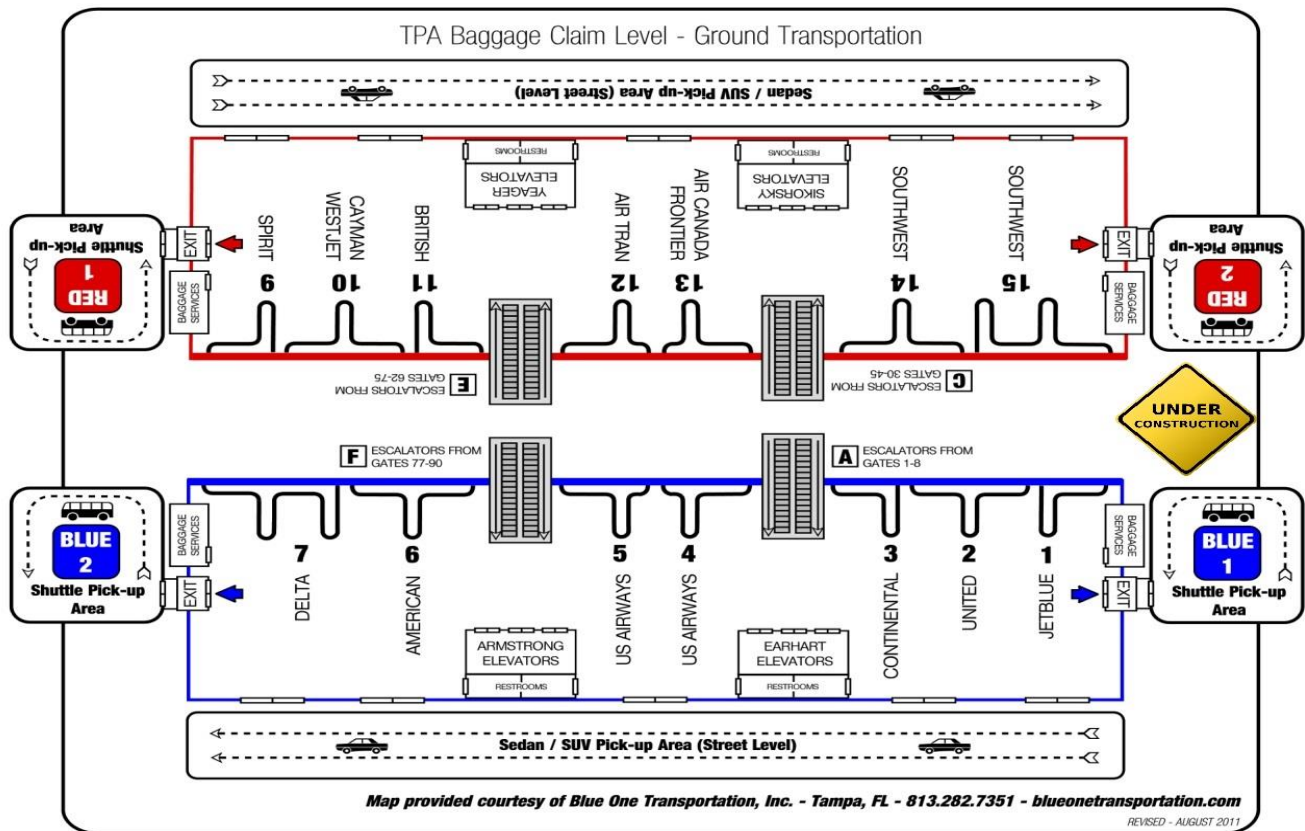 TPA Baggage Claim Level - Ground Transportation
Sedan / SUV Pick-up Area (Street Level)
RESTROOMS
YEAGER
ELEVATORS
RESTROOMS
SIKORSKY
ELEVATORS
SPIRIT
9
CAYMAN
WESTJET
10
BRITISH
11
AIR TRAN
12
AIR CANADA
FRONTIER
13
SOUTHWEST
14
SOUTHWEST
15
EXIT
BAGGAGE
SERVICES
RED
1
Shuttle Pick-up
Area
EXIT
BAGGAGE
SERVICES
RED
2
Shuttle Pick-up
Area
E
ESCALATORS FROM
GATES 62-75
C
ESCALATORS FROM
GATES 30-45
UNDER
CONSTRUCTION
F
ESCALATORS FROM
GATES 77-90
A
ESCALATORS FROM
GATES 1-8
BLUE
2
Shuttle Pick-up
Area
BAGGAGE
SERVICES
EXIT
7
DELTA
6
AMERICAN
5
US AIRWAYS
4
US AIRWAYS
3
CONTINENTAL
2
UNITED
1
JETBLUE
BAGGAGE
SERVICES
EXIT
BLUE
1
Shuttle Pick-up
Area
ARMSTRONG
ELEVATORS
RESTROOMS
EARHART
ELEVATORS
RESTROOMS
Sedan / SUV Pick-up Area (Street Level)
Map provided courtesy of Blue One Transportation, Inc. - Tampa, FL - 813.282.7351 - blueonetransportation.com
REVISED - AUGUST 2011